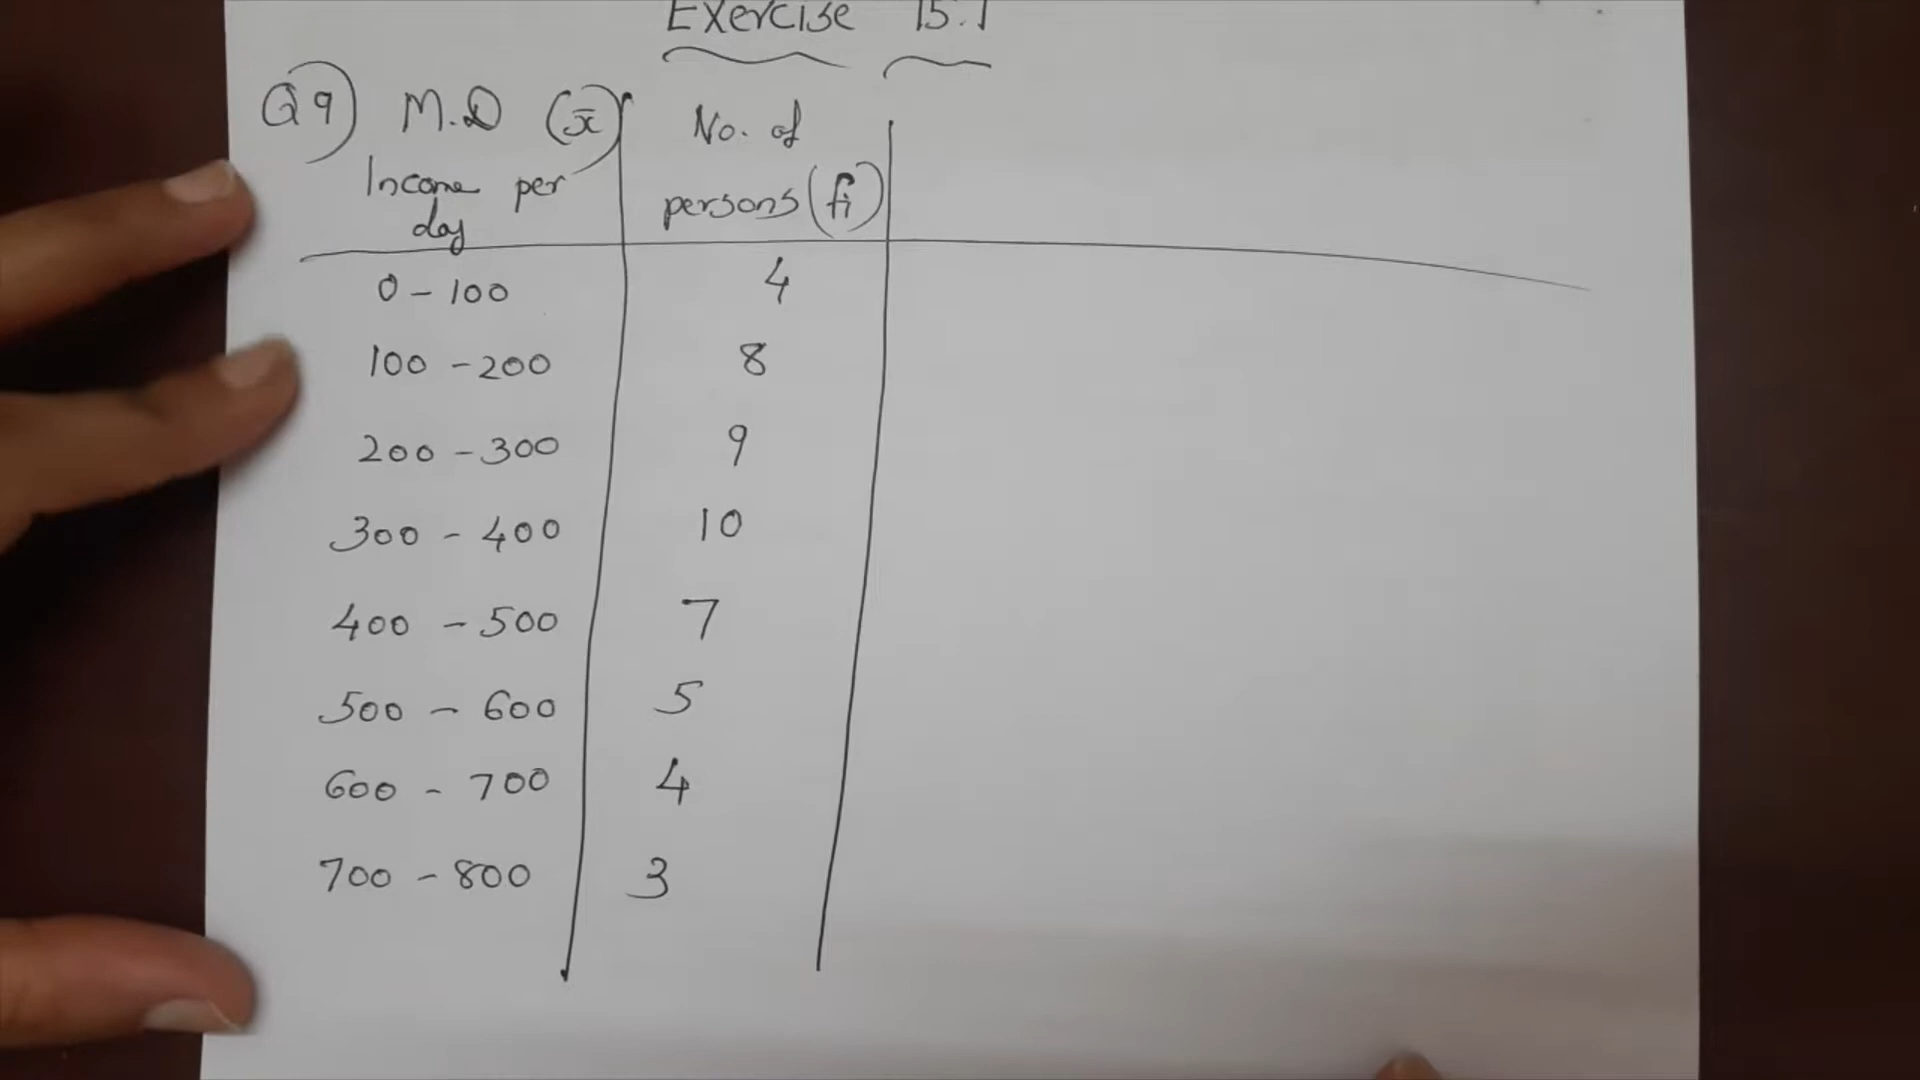 Exercise 15.1
Q9) M.D (x̄) No. of
Income per persons (fi)
day
0 - 100 4
100 - 200 8
200 - 300 9
300 - 400 10
400 - 500 7
500 - 600 5
600 - 700 4
700 - 800 3